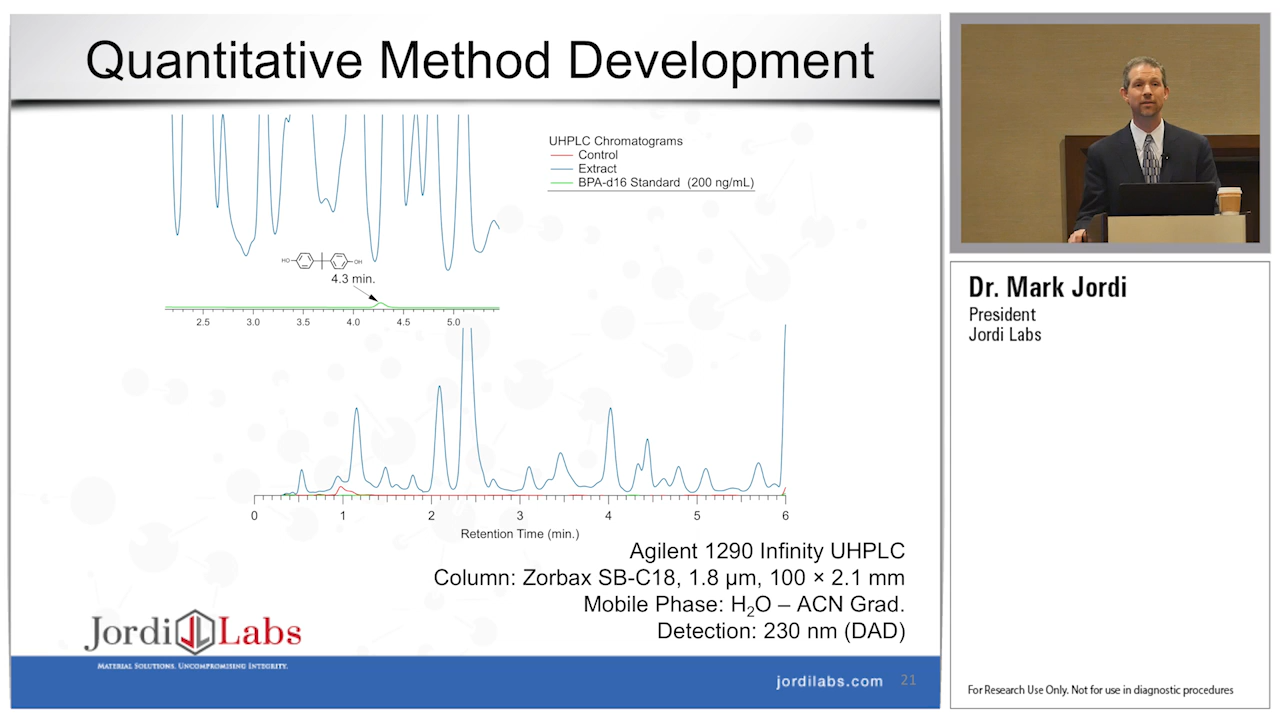 Quantitative Method Development
UHPLC Chromatograms
Control
Extract
BPA-d16 Standard (200 ng/mL)
HO
OH
4.3 min.
2.5 3.0 3.5 4.0 4.5 5.0
0 1 2 3 4 5 6
Retention Time (min.)
Agilent 1290 Infinity UHPLC
Column: Zorbax SB-C18, 1.8 μm, 100 × 2.1 mm
Mobile Phase: H₂O – ACN Grad.
Detection: 230 nm (DAD)
Jordi JL Labs
Material Solutions. Uncompromising Integrity.
jordilabs.com 21
Dr. Mark Jordi
President
Jordi Labs
For Research Use Only. Not for use in diagnostic procedures